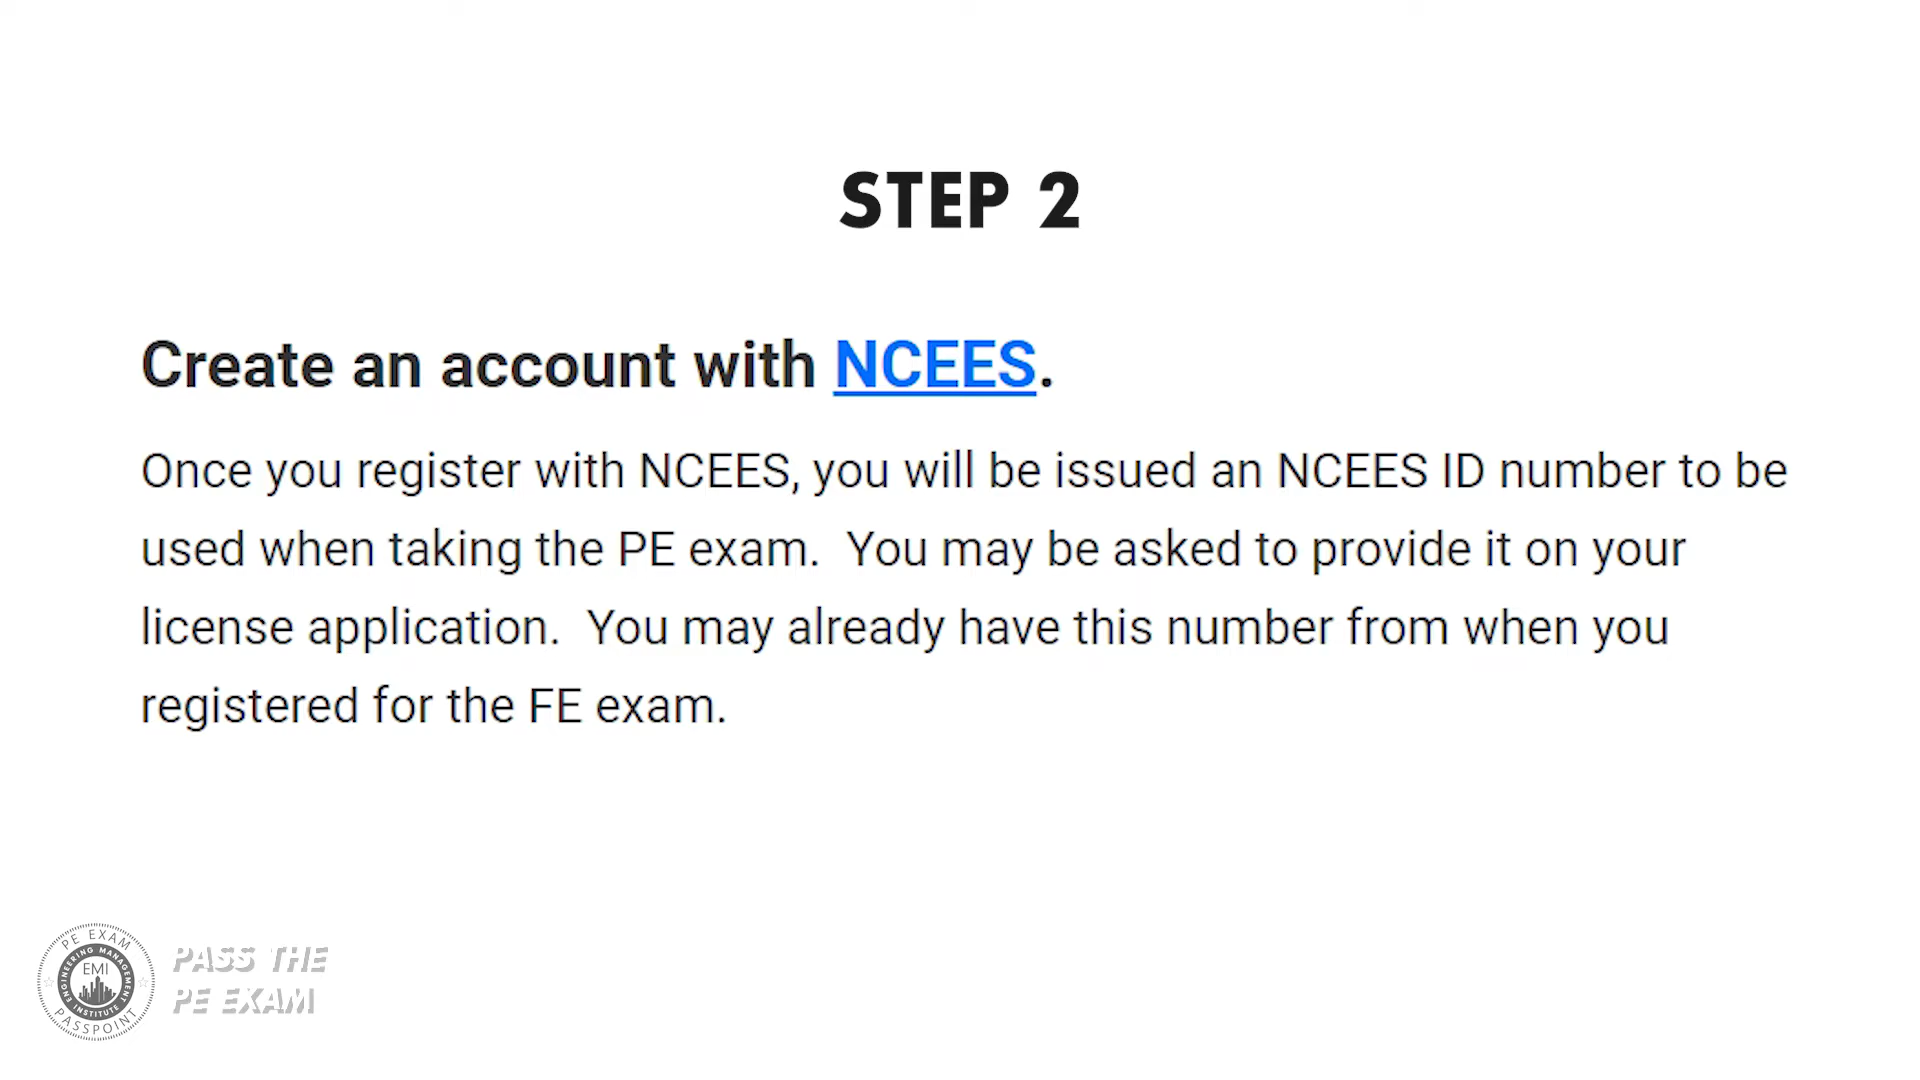 STEP 2
Create an account with NCEES.
Once you register with NCEES, you will be issued an NCEES ID number to be
used when taking the PE exam.  You may be asked to provide it on your
license application.  You may already have this number from when you
registered for the FE exam.
PE EXAM
ENGINEERING MANAGEMENT
EMI
INSTITUTE
PASSPOINT
PASS THE
PE EXAM